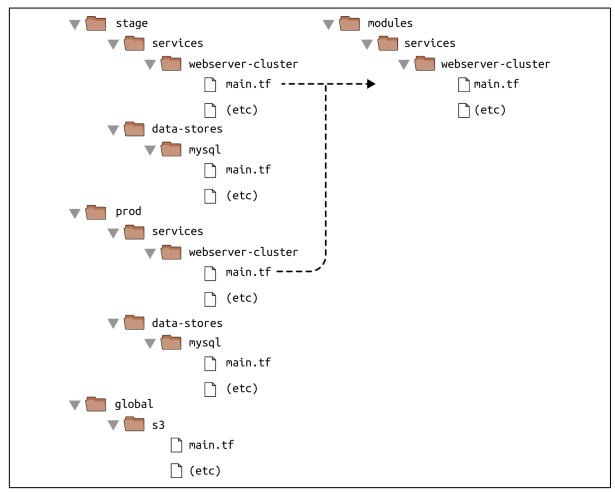 stage
services
webserver-cluster
main.tf
(etc)
data-stores
mysql
main.tf
(etc)
prod
services
webserver-cluster
main.tf
(etc)
data-stores
mysql
main.tf
(etc)
global
s3
main.tf
(etc)
modules
services
webserver-cluster
main.tf
(etc)